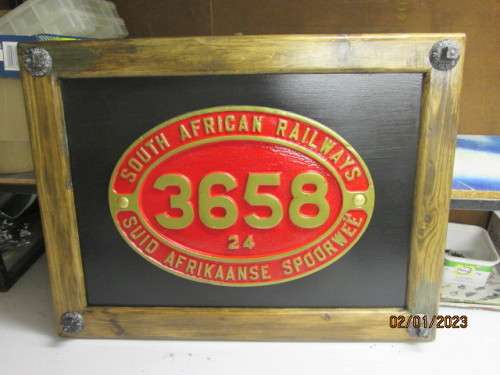 SOUTH AFRICAN RAILWAYS
3658
24
SUID AFRIKAANSE SPOORWEË
02/01/2023